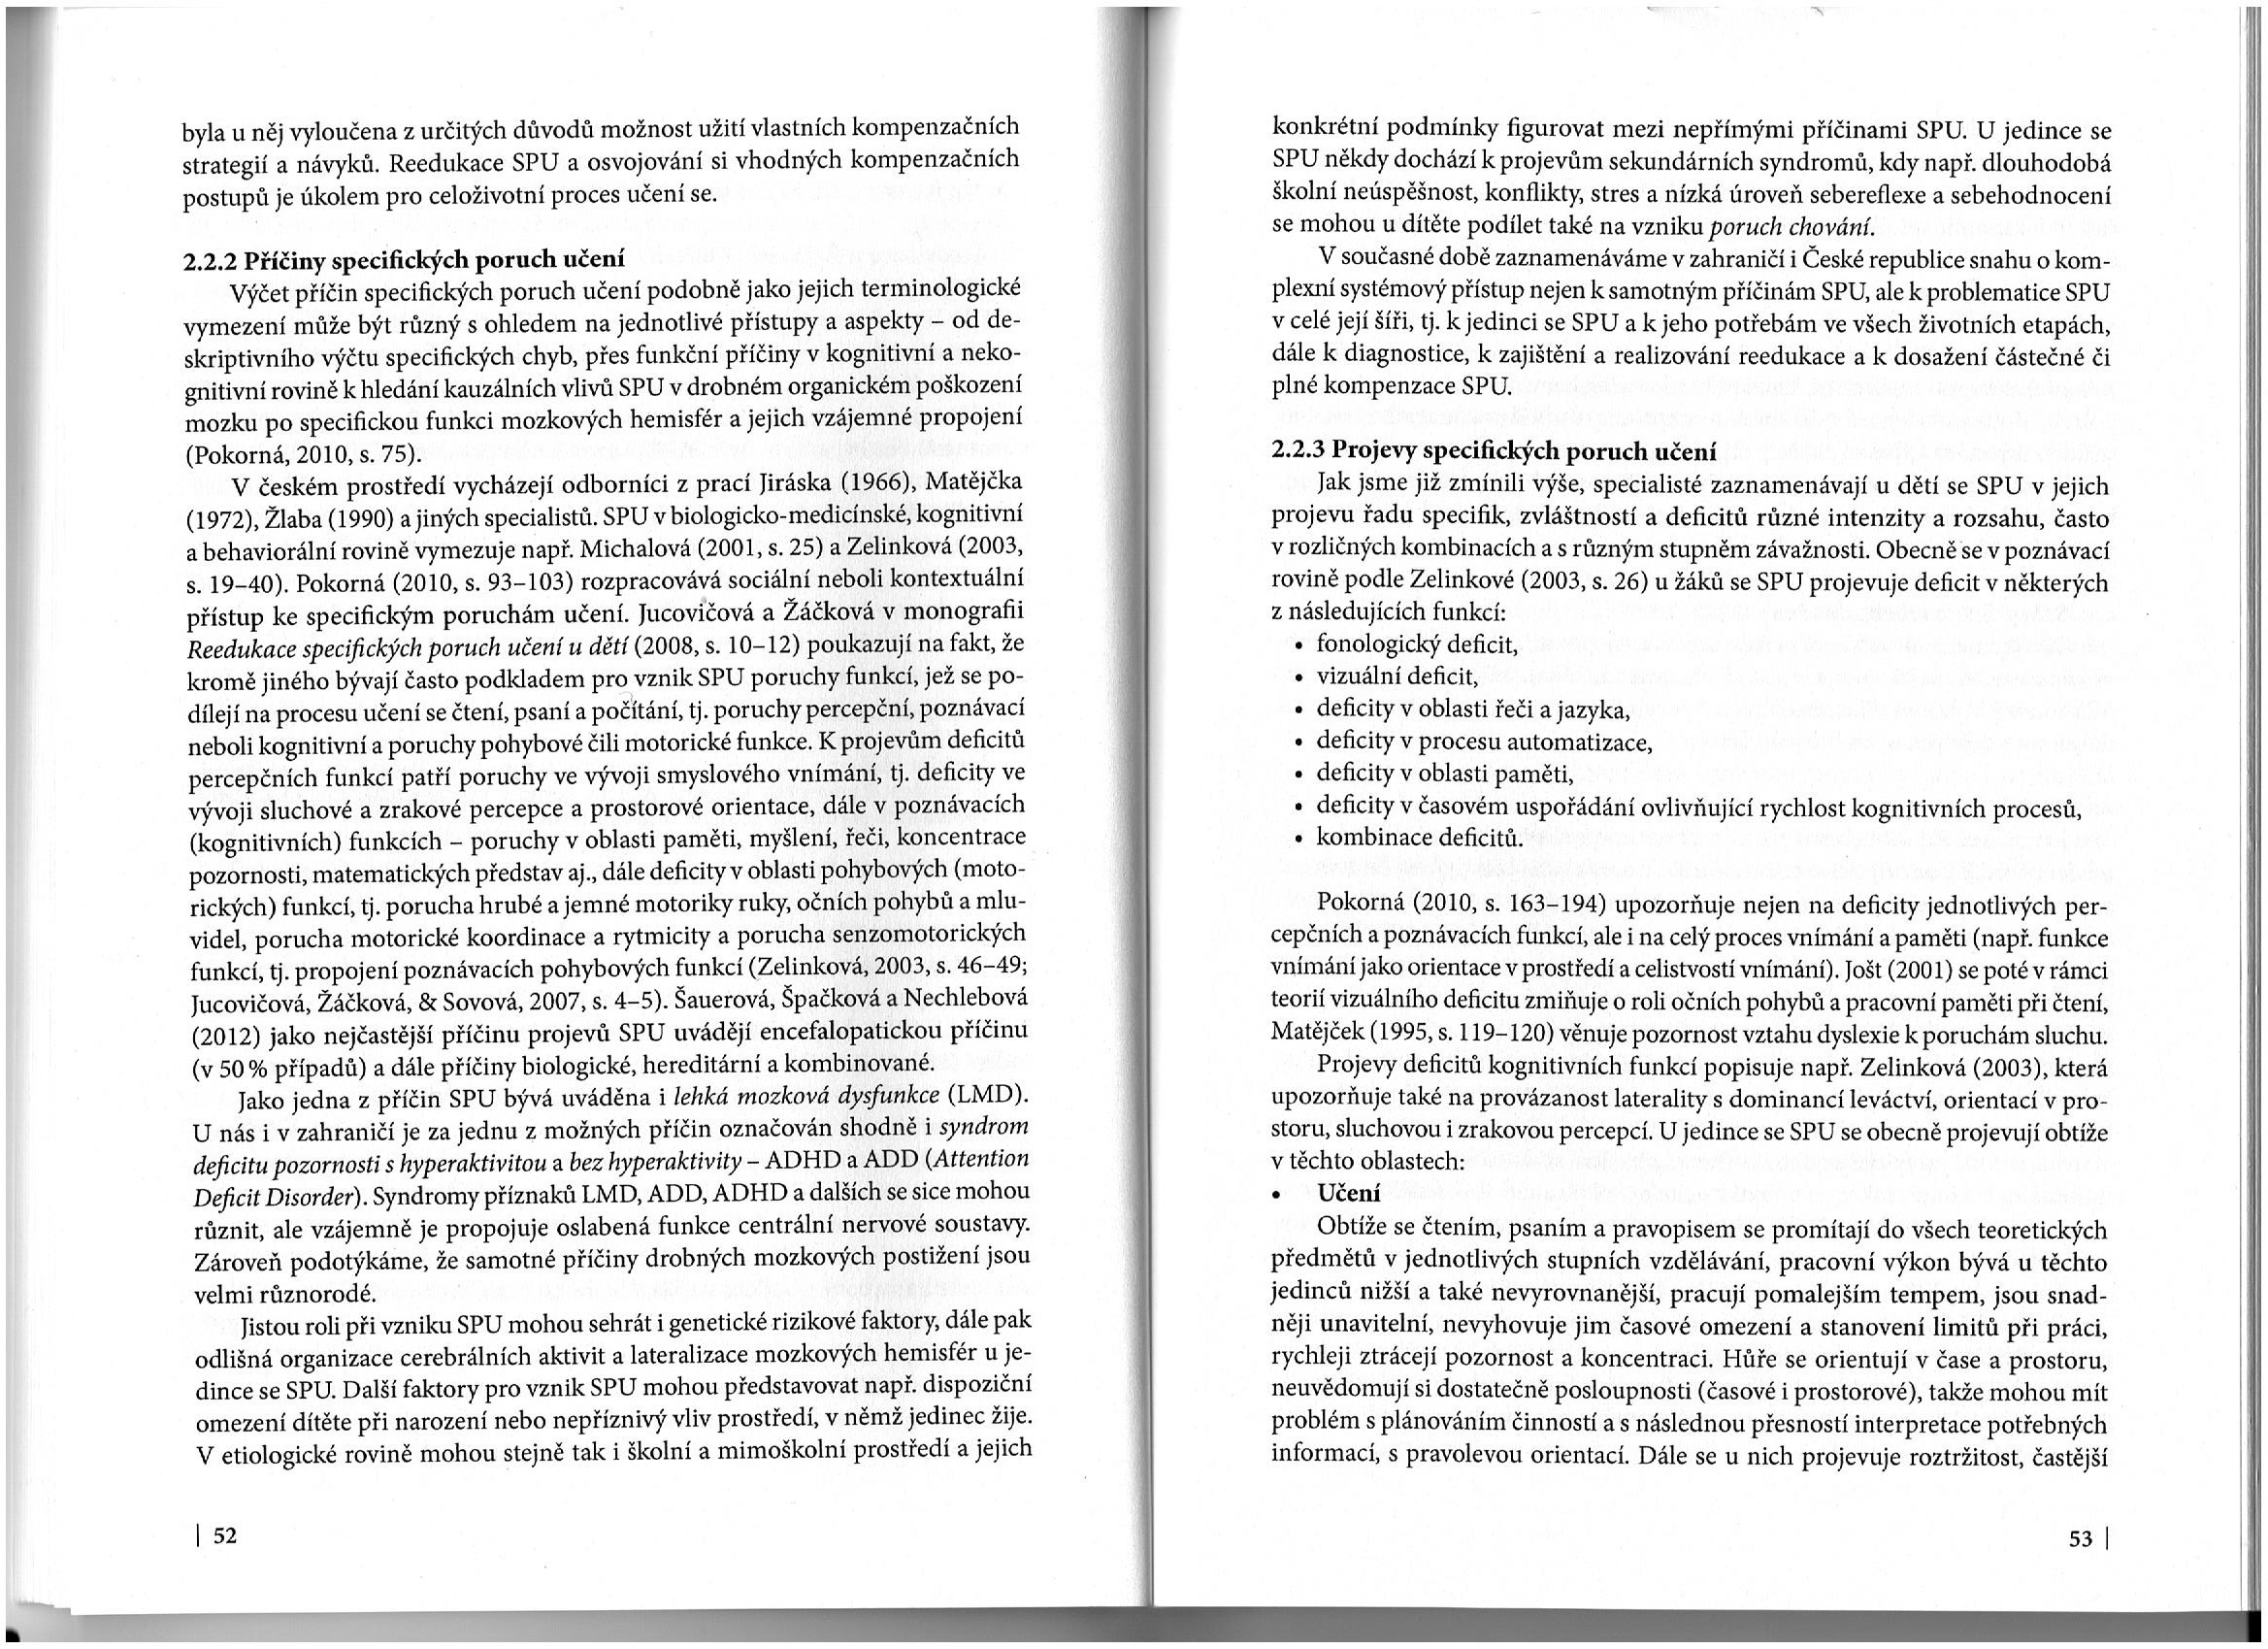 byla u něj vyloučena z určitých důvodů možnost užití vlastních kompenzačních
strategií a návyků. Reedukace SPU a osvojování si vhodných kompenzačních
postupů je úkolem pro celoživotní proces učení se.
2.2.2 Příčiny specifických poruch učení
Výčet příčin specifických poruch učení podobně jako jejich terminologické
vymezení může být různý s ohledem na jednotlivé přístupy a aspekty – od de-
skriptivního výčtu specifických chyb, přes funkční příčiny v kognitivní a neko-
gnitivní rovině k hledání kauzálních vlivů SPU v drobném organickém poškození
mozku po specifickou funkci mozkových hemisfér a jejich vzájemné propojení
(Pokorná, 2010, s. 75).
V českém prostředí vycházejí odborníci z prací Jiráska (1966), Matějčka
(1972), Žlaba (1990) a jiných specialistů. SPU v biologicko-medicínské, kognitivní
a behaviorální rovině vymezuje např. Michalová (2001, s. 25) a Zelinková (2003,
s. 19–40). Pokorná (2010, s. 93–103) rozpracovává sociální neboli kontextuální
přístup ke specifickým poruchám učení. Jucovičová a Žáčková v monografii
Reedukace specifických poruch učení u dětí (2008, s. 10–12) poukazují na fakt, že
kromě jiného bývají často podkladem pro vznik SPU poruchy funkcí, jež se po-
dílejí na procesu učení se čtení, psaní a počítání, tj. poruchy percepční, poznávací
neboli kognitivní a poruchy pohybové čili motorické funkce. K projevům deficitů
percepčních funkcí patří poruchy ve vývoji smyslového vnímání, tj. deficity ve
vývoji sluchové a zrakové percepce a prostorové orientace, dále v poznávacích
(kognitivních) funkcích – poruchy v oblasti paměti, myšlení, řeči, koncentrace
pozornosti, matematických představ aj., dále deficity v oblasti pohybových (moto-
rických) funkcí, tj. porucha hrubé a jemné motoriky ruky, očních pohybů a mlu-
videl, porucha motorické koordinace a rytmicity a porucha senzomotorických
funkcí, tj. propojení poznávacích pohybových funkcí (Zelinková, 2003, s. 46–49;
Jucovičová, Žáčková, & Sovová, 2007, s. 4–5). Šauerová, Špačková a Nechlebová
(2012) jako nejčastější příčinu projevů SPU uvádějí encefalopatickou příčinu
(v 50 % případů) a dále příčiny biologické, hereditární a kombinované.
Jako jedna z příčin SPU bývá uváděna i lehká mozková dysfunkce (LMD).
U nás i v zahraničí je za jednu z možných příčin označován shodně i syndrom
deficitu pozornosti s hyperaktivitou a bez hyperaktivity – ADHD a ADD (Attention
Deficit Disorder). Syndromy příznaků LMD, ADD, ADHD a dalších se sice mohou
různit, ale vzájemně je propojuje oslabená funkce centrální nervové soustavy.
Zároveň podotýkáme, že samotné příčiny drobných mozkových postižení jsou
velmi různorodé.
Jistou roli při vzniku SPU mohou sehrát i genetické rizikové faktory, dále pak
odlišná organizace cerebrálních aktivit a lateralizace mozkových hemisfér u je-
dince se SPU. Další faktory pro vznik SPU mohou představovat např. dispoziční
omezení dítěte při narození nebo nepříznivý vliv prostředí, v němž jedinec žije.
V etiologické rovině mohou stejně tak i školní a mimoškolní prostředí a jejich
| 52
konkrétní podmínky figurovat mezi nepřímými příčinami SPU. U jedince se
SPU někdy dochází k projevům sekundárních syndromů, kdy např. dlouhodobá
školní neúspěšnost, konflikty, stres a nízká úroveň sebereflexe a sebehodnocení
se mohou u dítěte podílet také na vzniku poruch chování.
V současné době zaznamenáváme v zahraničí i České republice snahu o kom-
plexní systémový přístup nejen k samotným příčinám SPU, ale k problematice SPU
v celé její šíři, tj. k jedinci se SPU a k jeho potřebám ve všech životních etapách,
dále k diagnostice, k zajištění a realizování reedukace a k dosažení částečné či
plné kompenzace SPU.
2.2.3 Projevy specifických poruch učení
Jak jsme již zmínili výše, specialisté zaznamenávají u dětí se SPU v jejich
projevu řadu specifik, zvláštností a deficitů různé intenzity a rozsahu, často
v rozličných kombinacích a s různým stupněm závažnosti. Obecně se v poznávací
rovině podle Zelinkové (2003, s. 26) u žáků se SPU projevuje deficit v některých
z následujících funkcí:
• fonologický deficit,
• vizuální deficit,
• deficity v oblasti řeči a jazyka,
• deficity v procesu automatizace,
• deficity v oblasti paměti,
• deficity v časovém uspořádání ovlivňující rychlost kognitivních procesů,
• kombinace deficitů.
Pokorná (2010, s. 163–194) upozorňuje nejen na deficity jednotlivých per-
cepčních a poznávacích funkcí, ale i na celý proces vnímání a paměti (např. funkce
vnímání jako orientace v prostředí a celistvostí vnímání). Jošt (2001) se poté v rámci
teorií vizuálního deficitu zmiňuje o roli očních pohybů a pracovní paměti při čtení,
Matějček (1995, s. 119–120) věnuje pozornost vztahu dyslexie k poruchám sluchu.
Projevy deficitů kognitivních funkcí popisuje např. Zelinková (2003), která
upozorňuje také na provázanost laterality s dominancí leváctví, orientací v pro-
storu, sluchovou i zrakovou percepcí. U jedince se SPU se obecně projevují obtíže
v těchto oblastech:
• Učení
Obtíže se čtením, psaním a pravopisem se promítají do všech teoretických
předmětů v jednotlivých stupních vzdělávání, pracovní výkon bývá u těchto
jedinců nižší a také nevyrovnanější, pracují pomalejším tempem, jsou snad-
něji unavitelní, nevyhovuje jim časové omezení a stanovení limitů při práci,
rychleji ztrácejí pozornost a koncentraci. Hůře se orientují v čase a prostoru,
neuvědomují si dostatečně posloupnosti (časové i prostorové), takže mohou mít
problém s plánováním činností a s následnou přesností interpretace potřebných
informací, s pravolevou orientací. Dále se u nich projevuje roztržitost, častější
53 |